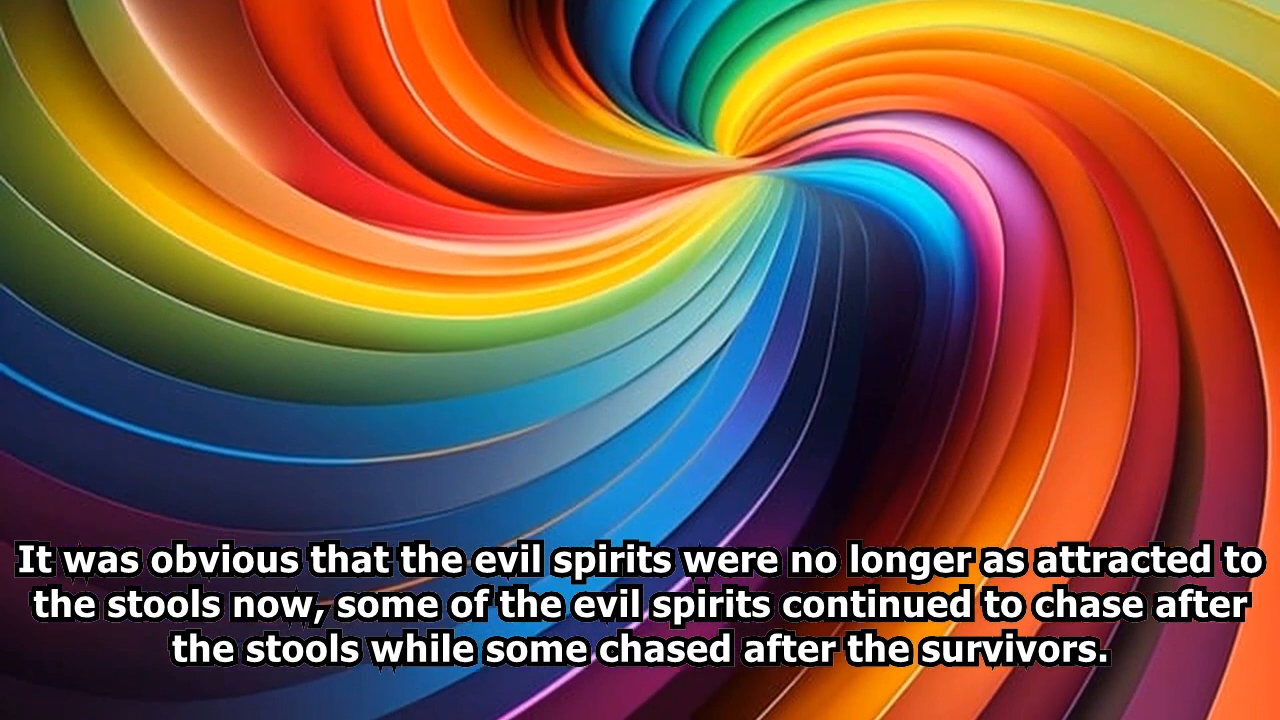 It was obvious that the evil spirits were no longer as attracted to
the stools now, some of the evil spirits continued to chase after
the stools while some chased after the survivors.